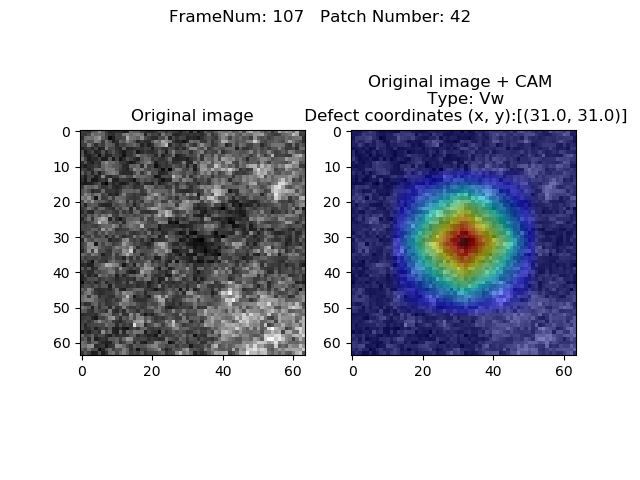 FrameNum: 107   Patch Number: 42
Original image
Original image + CAM
Type: Vw
Defect coordinates (x, y):[(31.0, 31.0)]
0
10
20
30
40
50
60
0 20 40 60
0
10
20
30
40
50
60
0 20 40 60